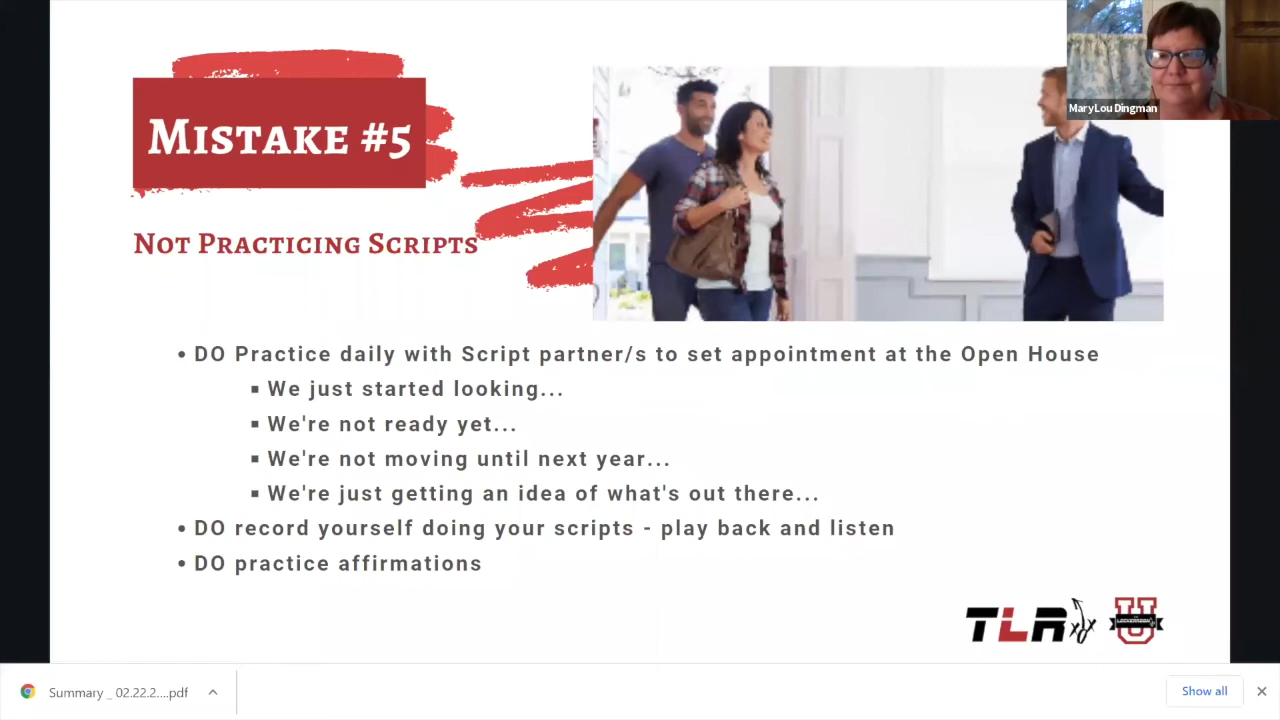 MISTAKE #5
MaryLou Dingman
NOT PRACTICING SCRIPTS
• DO Practice daily with Script partner/s to set appointment at the Open House
▪ We just started looking...
▪ We're not ready yet...
▪ We're not moving until next year...
▪ We're just getting an idea of what's out there...
• DO record yourself doing your scripts - play back and listen
• DO practice affirmations
TLR
U
Summary _ 02.22.2....pdf
Show all